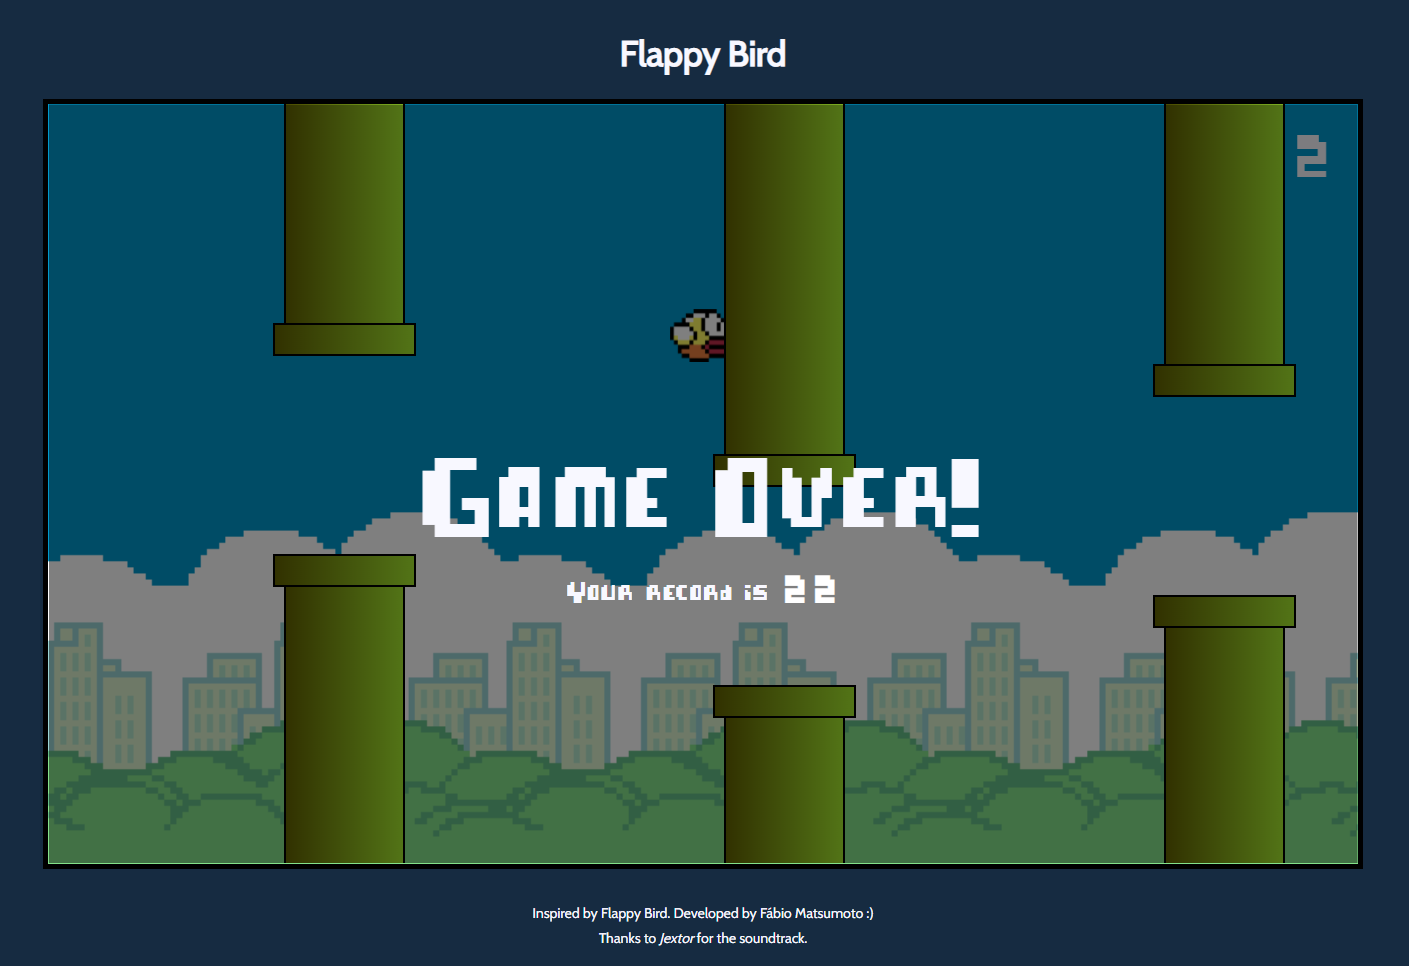 Flappy Bird
2
Game Over!
Your record is 22
Inspired by Flappy Bird. Developed by Fábio Matsumoto :)
Thanks to Jextor for the soundtrack.